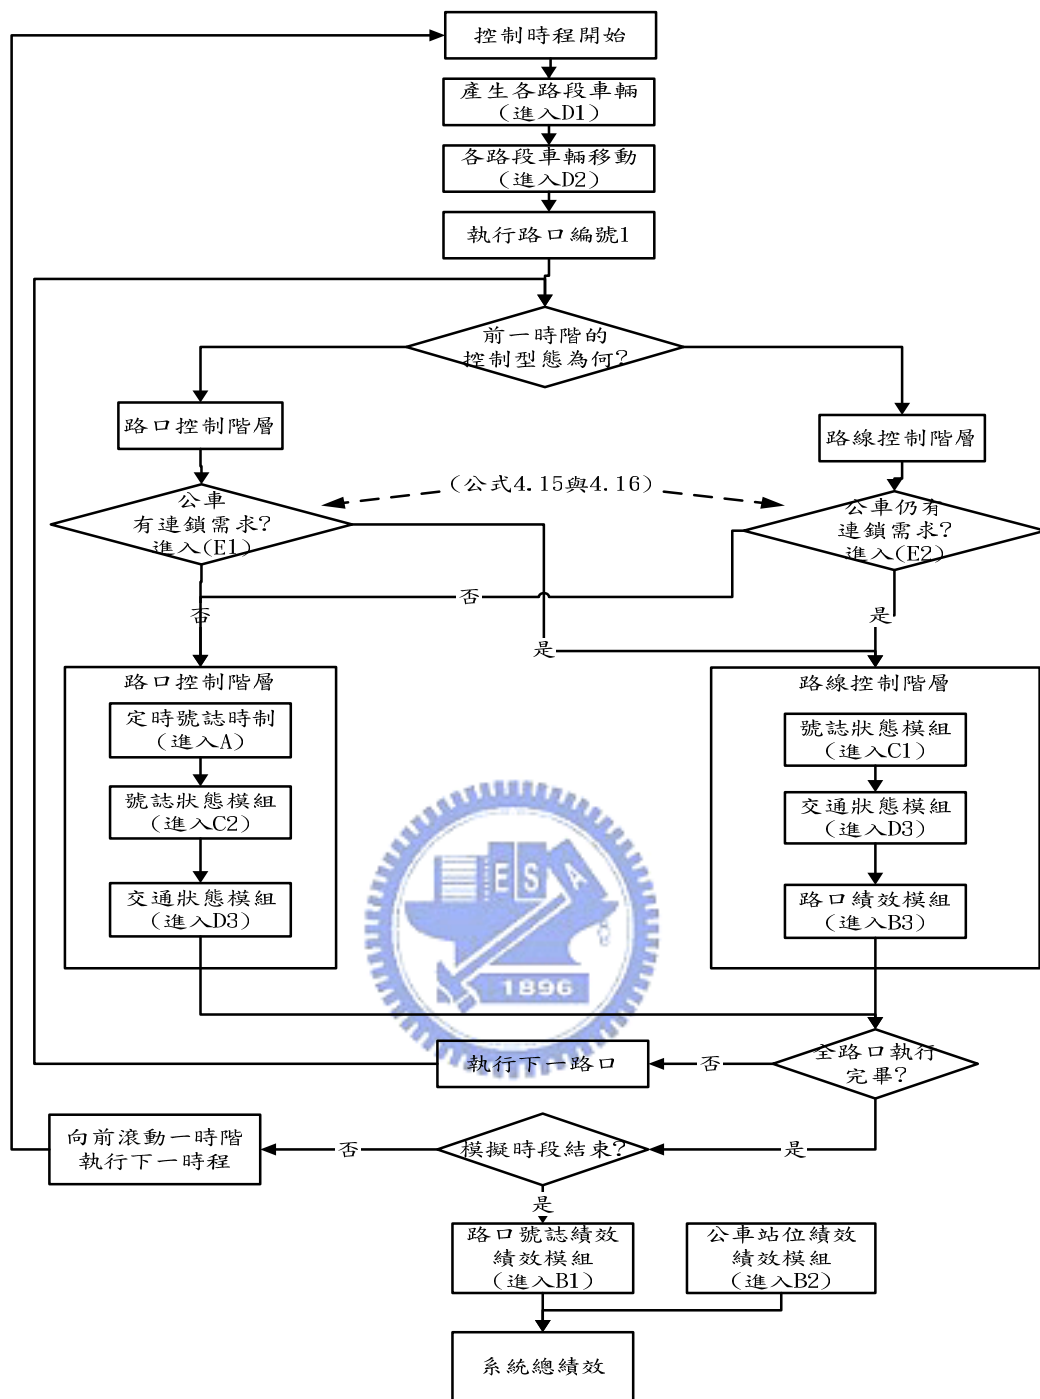 控制時程開始
產生各路段車輛
(進入D1)
各路段車輛移動
(進入D2)
執行路口編號1
前一時階的
控制型態為何?
路口控制階層
路線控制階層
(公式4.15與4.16)
公車
有連鎖需求?
進入(E1)
公車仍有
連鎖需求?
進入(E2)
否
否
是
是
路口控制階層
定時號誌時制
(進入A)
號誌狀態模組
(進入C2)
交通狀態模組
(進入D3)
路線控制階層
號誌狀態模組
(進入C1)
交通狀態模組
(進入D3)
路口績效模組
(進入B3)
ESA
1896
全路口執行
完畢?
否
執行下一路口
是
模擬時段結束?
否
向前滾動一時階
執行下一時程
是
路口號誌績效
績效模組
(進入B1)
公車站位績效
績效模組
(進入B2)
系統總績效